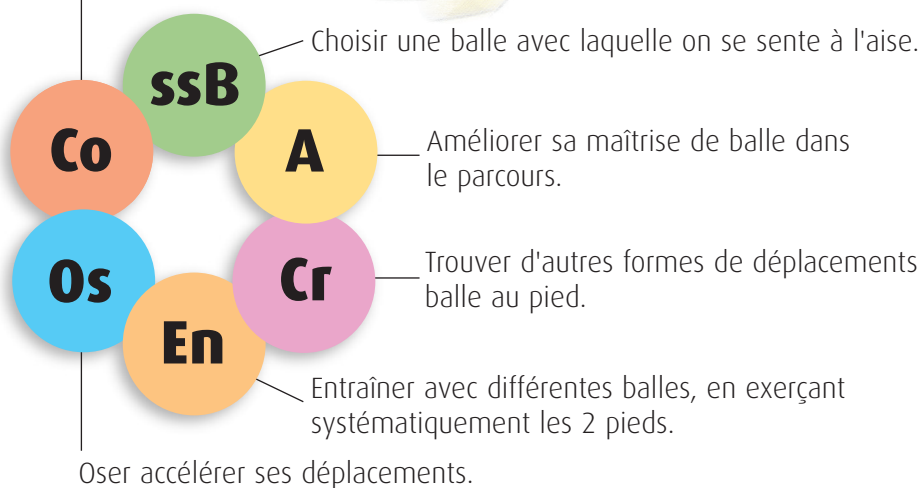 ssB
Choisir une balle avec laquelle on se sente à l'aise.
Co
A
Améliorer sa maîtrise de balle dans
le parcours.
Os
Cr
Trouver d'autres formes de déplacements
balle au pied.
En
Entraîner avec différentes balles, en exerçant
systématiquement les 2 pieds.
Oser accélérer ses déplacements.